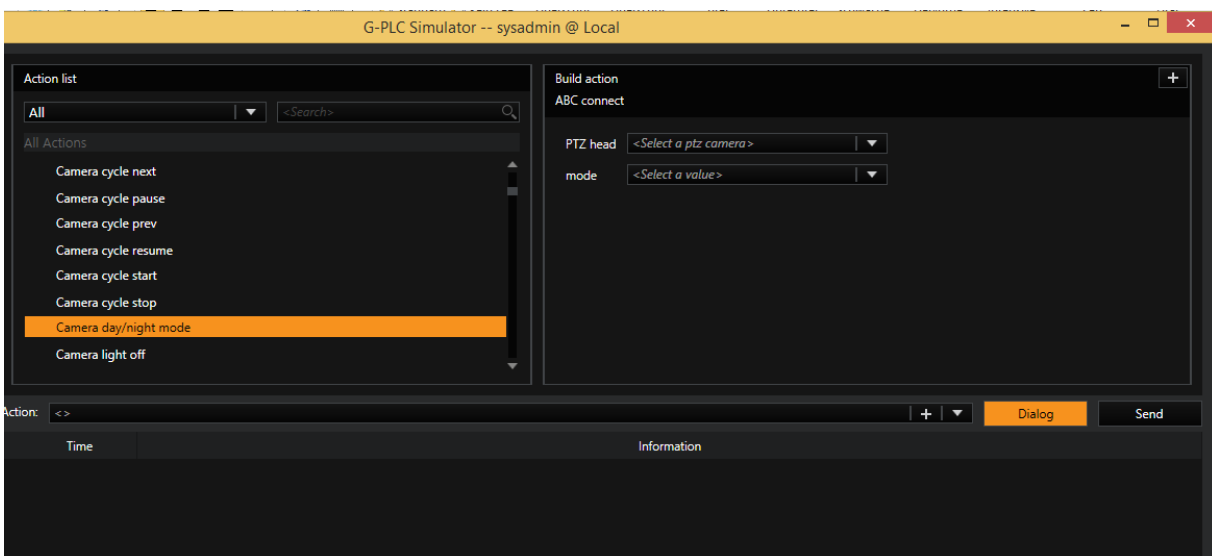 G-PLC Simulator -- sysadmin @ Local
Action list
All
<Search>
All Actions
Camera cycle next
Camera cycle pause
Camera cycle prev
Camera cycle resume
Camera cycle start
Camera cycle stop
Camera day/night mode
Camera light off
Build action
ABC connect
PTZ head <Select a ptz camera>
mode <Select a value>
Action: <> Dialog Send
Time Information